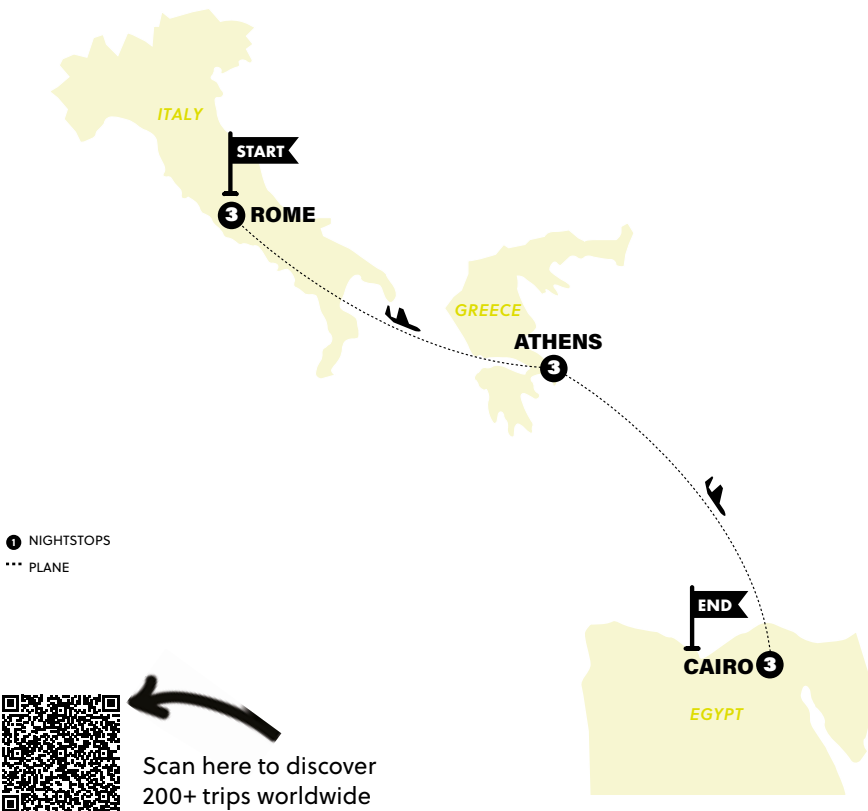 ITALY
START
3 ROME
GREECE
ATHENS
3
1 NIGHTSTOPS
PLANE
END
CAIRO 3
EGYPT
Scan here to discover
200+ trips worldwide